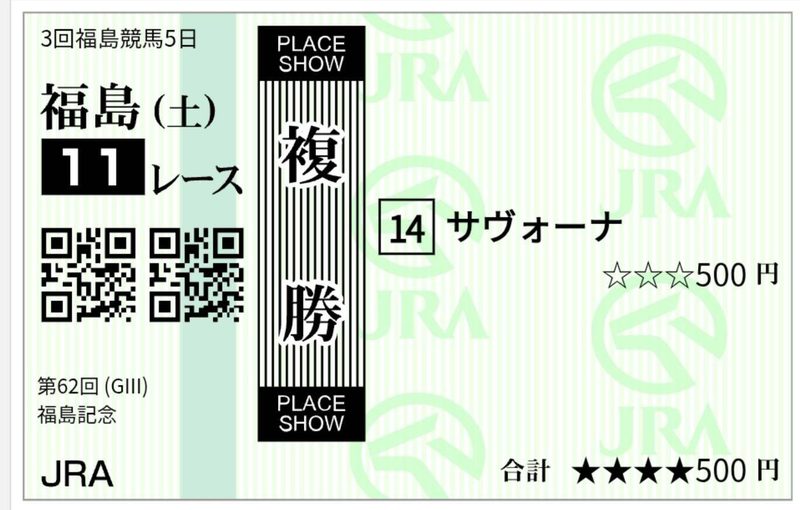 3回福島競馬5日
福島(土)
11レース
第62回 (GIII)
福島記念
JRA
PLACE
SHOW
複
勝
PLACE
SHOW
14 サヴォーナ
☆☆☆500円
合計 ★★★★500円
JRA
JRA
JRA
JRA